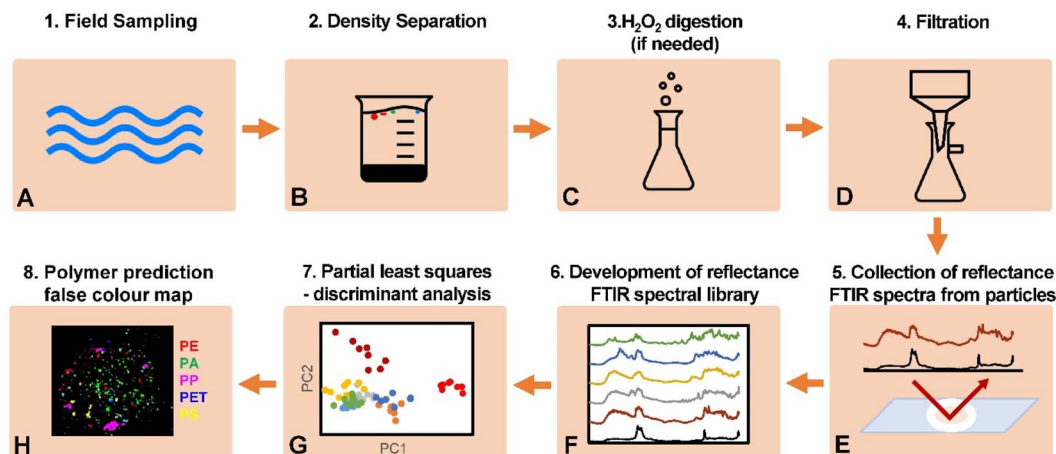 1. Field Sampling
2. Density Separation
3.H₂O₂ digestion
(if needed)
4. Filtration
A
B
C
D
8. Polymer prediction
false colour map
7. Partial least squares
- discriminant analysis
6. Development of reflectance
FTIR spectral library
5. Collection of reflectance
FTIR spectra from particles
PE
PA
PP
PET
PS
H
PC2
PC1
G
F
E